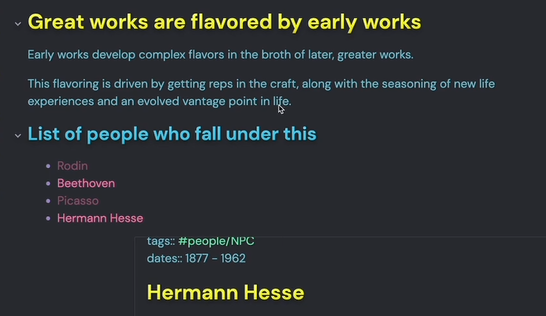 Great works are flavored by early works
Early works develop complex flavors in the broth of later, greater works.
This flavoring is driven by getting reps in the craft, along with the seasoning of new life
experiences and an evolved vantage point in life.
List of people who fall under this
Rodin
Beethoven
Picasso
Hermann Hesse
tags:: #people/NPC
dates:: 1877 - 1962
Hermann Hesse